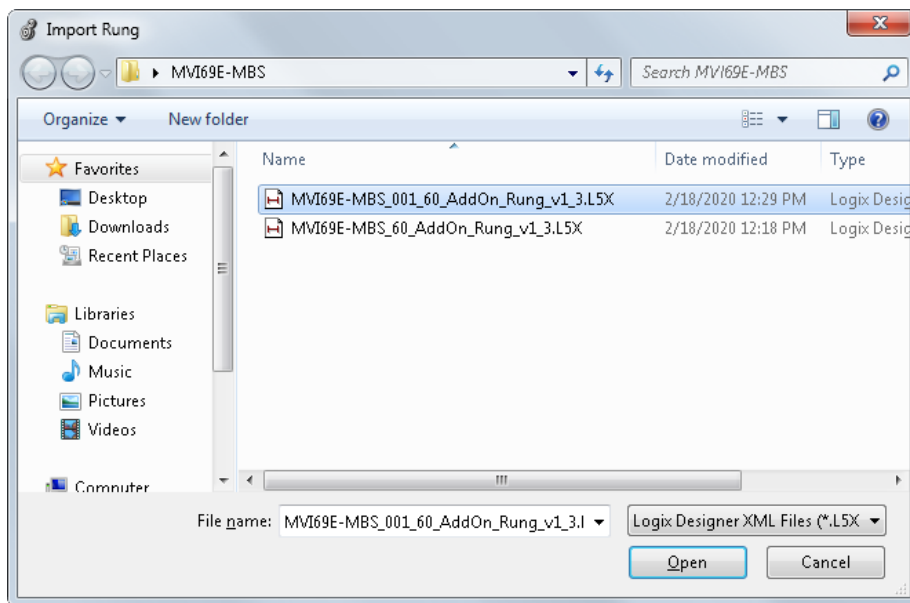 Import Rung
MVI69E-MBS
Search MVI69E-MBS
Organize
New folder
Favorites
Desktop
Downloads
Recent Places
Libraries
Documents
Music
Pictures
Videos
Computer
Name
Date modified
Type
MVI69E-MBS_001_60_AddOn_Rung_v1_3.L5X
2/18/2020 12:29 PM
Logix Desig
MVI69E-MBS_60_AddOn_Rung_v1_3.L5X
2/18/2020 12:18 PM
Logix Desig
File name:
MVI69E-MBS_001_60_AddOn_Rung_v1_3.l
Logix Designer XML Files (*.L5X
Open
Cancel